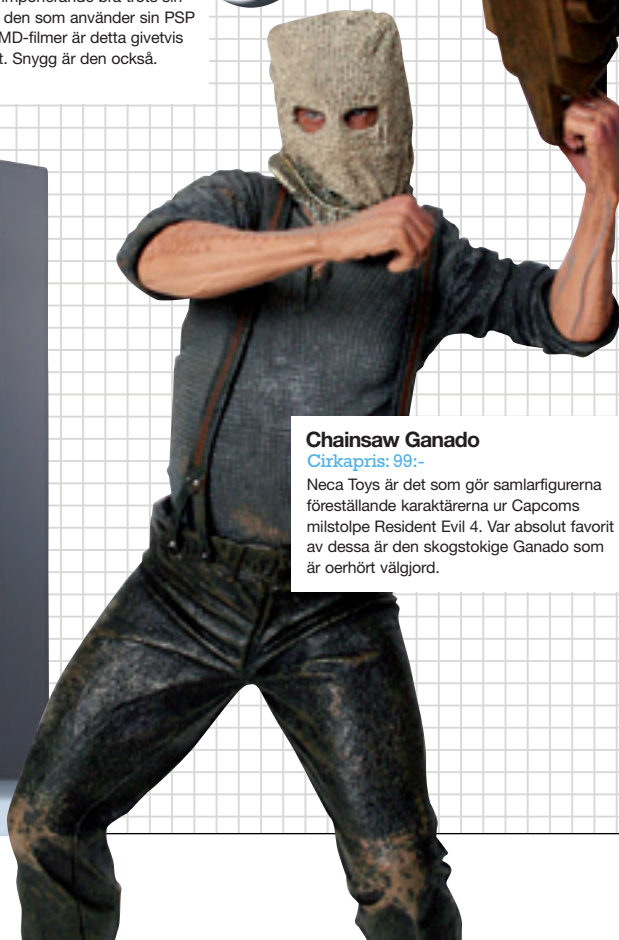 imponerande bra trots sin
den som använder sin PSP
MD-filmer är detta givetvis
t. Snygg är den också.
Chainsaw Ganado
Cirkapris: 99:-
Neca Toys är det som gör samlarfigurerna
föreställande karaktärerna ur Capcoms
milstolpe Resident Evil 4. Var absolut favorit
av dessa är den skogstokige Ganado som
är oerhört välgjord.